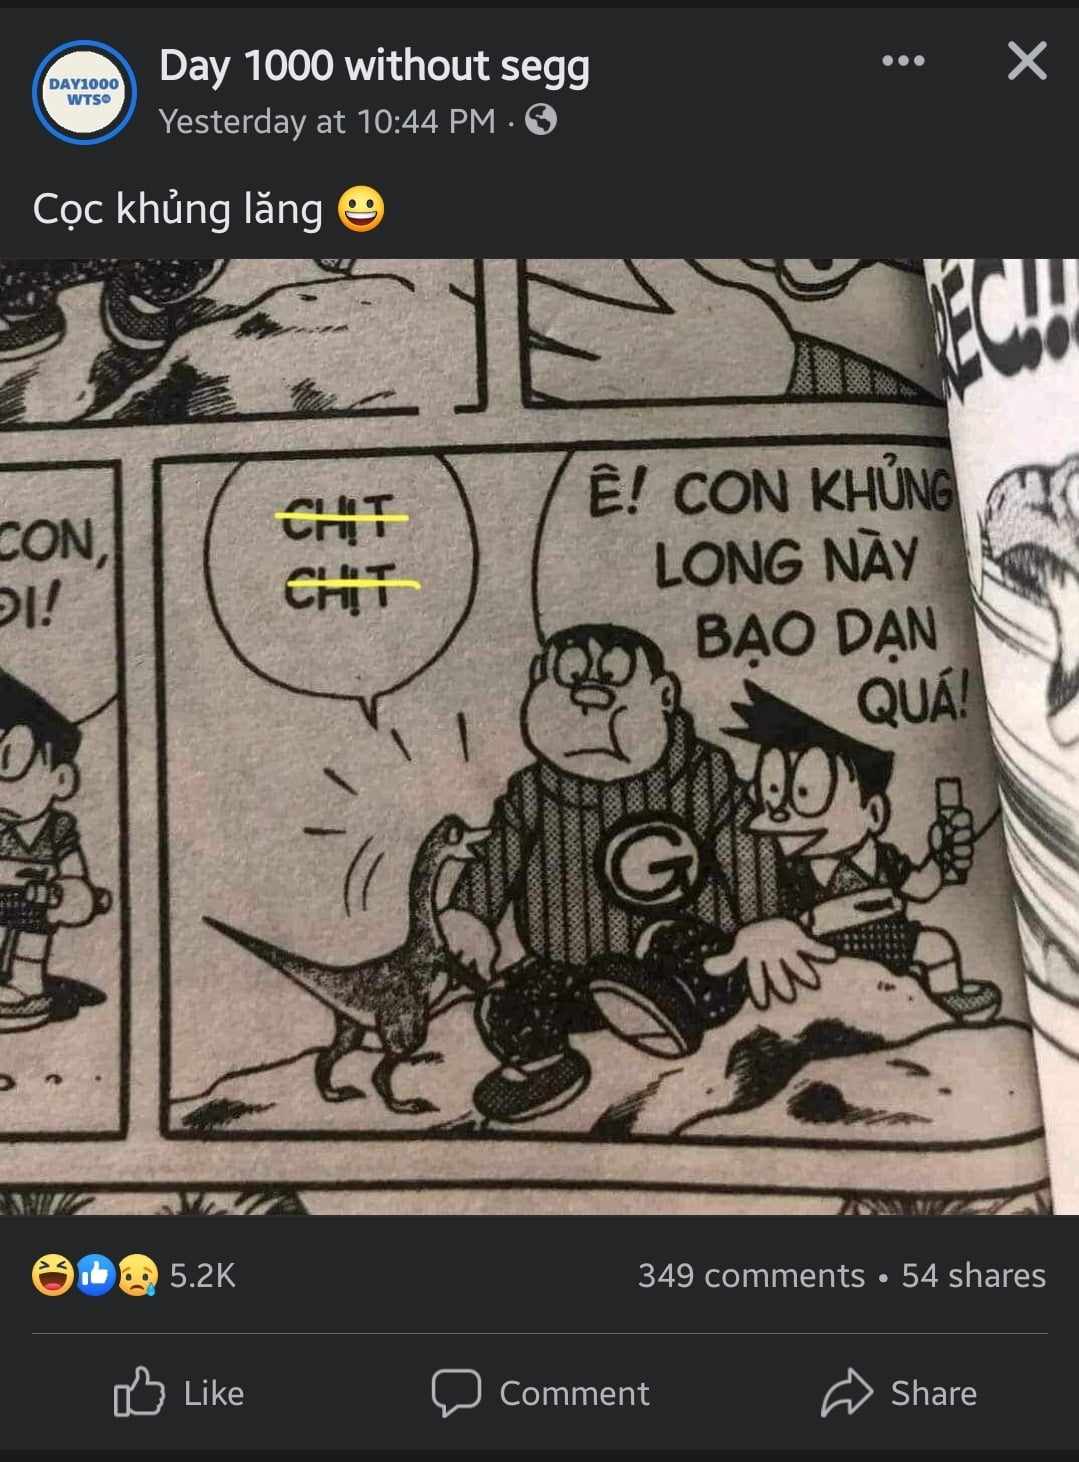 DAY1000
WTS
Day 1000 without segg
Yesterday at 10:44 PM ·
Cọc khủng lăng 😀
REC!!
CON,
ĐI!
CHỊT
CHỊT
Ê! CON KHỦNG
LONG NÀY
BẠO DẠN
QUÁ!
G
5.2K
349 comments • 54 shares
Like
Comment
Share